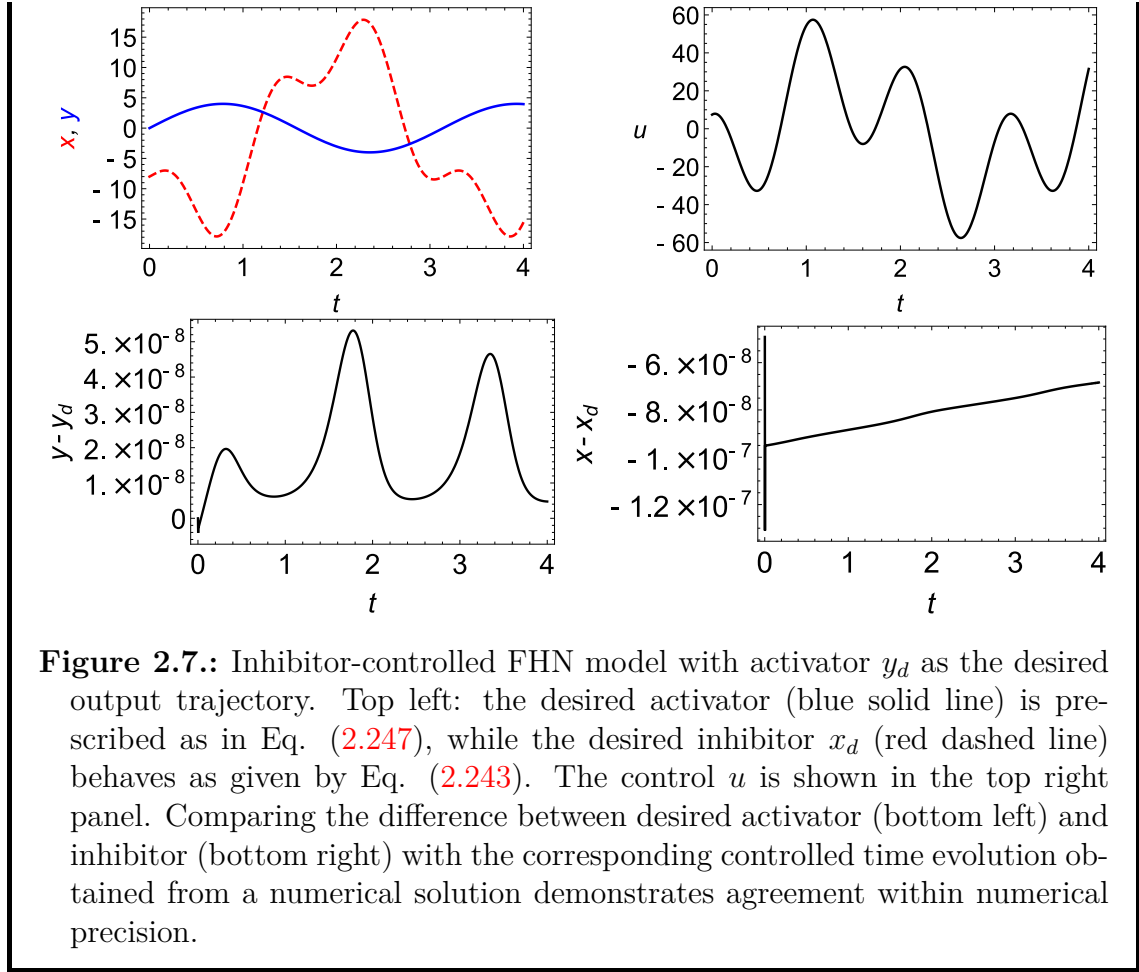 15
10
5
0
- 5
- 10
- 15
x, y
0 1 2 3 4
t
60
40
20
0
- 20
- 40
- 60
u
0 1 2 3 4
t
5. ×10⁻⁸
4. ×10⁻⁸
3. ×10⁻⁸
2. ×10⁻⁸
1. ×10⁻⁸
0
y - y_d
0 1 2 3 4
t
- 6. ×10⁻⁸
- 8. ×10⁻⁸
- 1. ×10⁻⁷
- 1.2 ×10⁻⁷
x - x_d
0 1 2 3 4
t
Figure 2.7.: Inhibitor-controlled FHN model with activator y_d as the desired
output trajectory. Top left: the desired activator (blue solid line) is pre-
scribed as in Eq. (2.247), while the desired inhibitor x_d (red dashed line)
behaves as given by Eq. (2.243). The control u is shown in the top right
panel. Comparing the difference between desired activator (bottom left) and
inhibitor (bottom right) with the corresponding controlled time evolution ob-
tained from a numerical solution demonstrates agreement within numerical
precision.